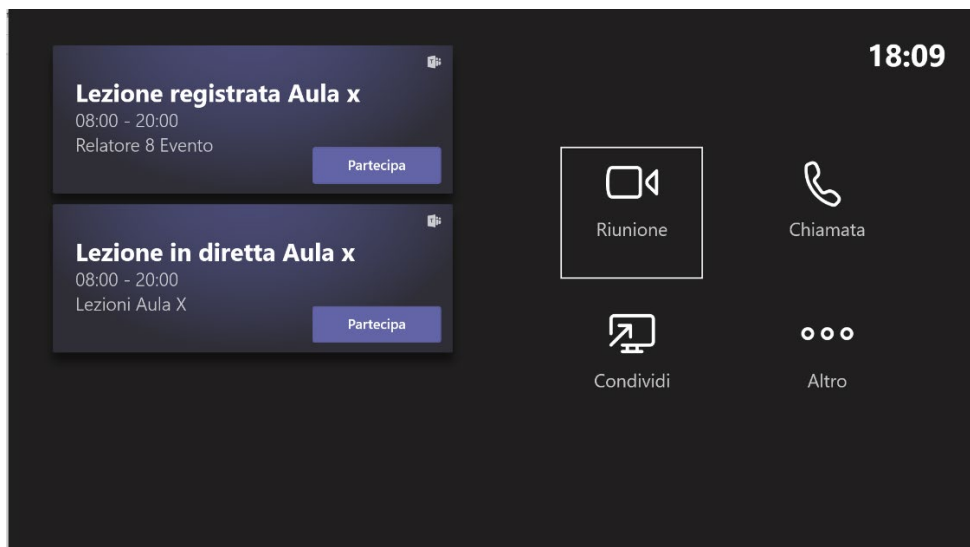 18:09
Lezione registrata Aula x
08:00 - 20:00
Relatore 8 Evento
Partecipa
Lezione in diretta Aula x
08:00 - 20:00
Lezioni Aula X
Partecipa
Riunione
Chiamata
Condividi
Altro